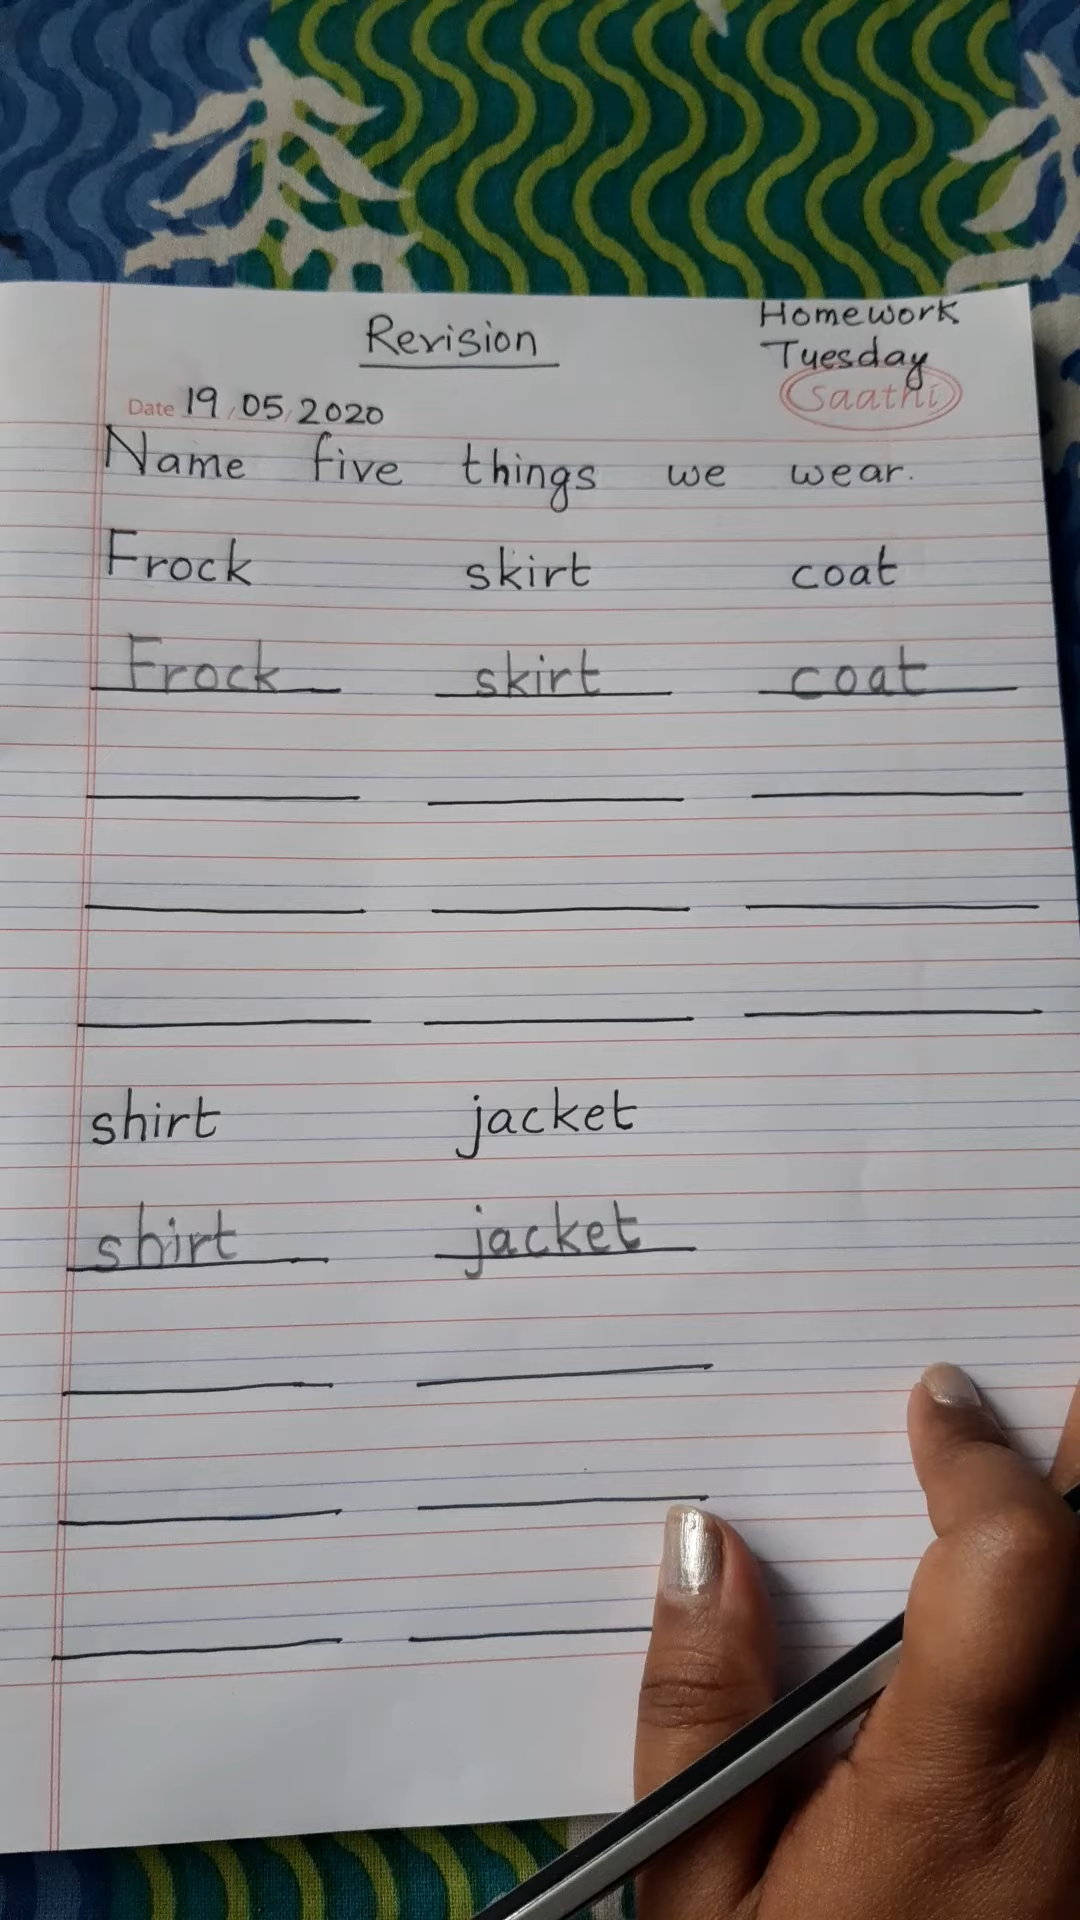 Revision
Homework
Tuesday
saathi
Date 19/05/2020
Name five things we wear.
Frock skirt coat
Frock skirt coat
shirt jacket
shirt jacket